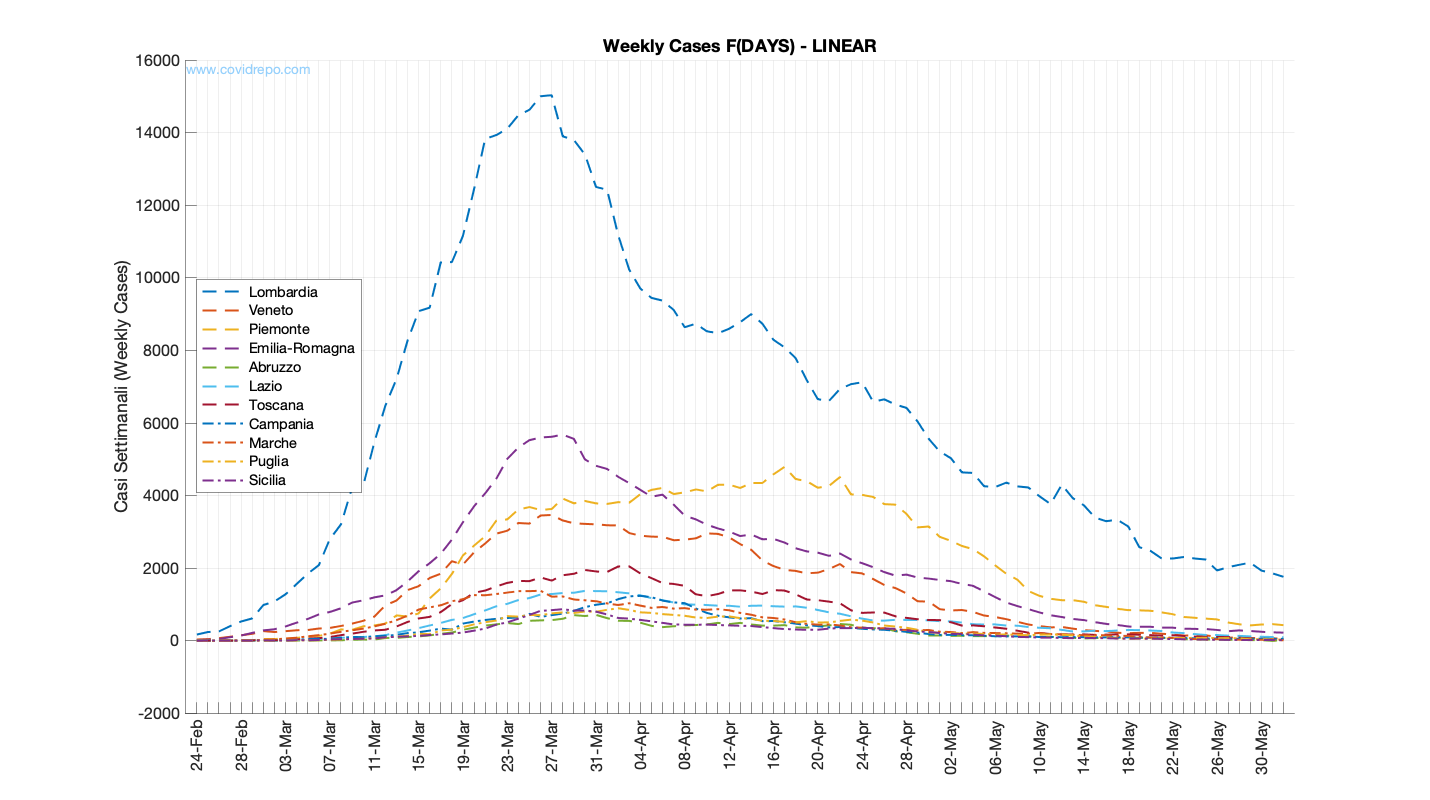 Weekly Cases F(DAYS) - LINEAR
www.covidrepo.com
Casi Settimanali (Weekly Cases)
16000
14000
12000
10000
8000
6000
4000
2000
0
-2000
Lombardia
Veneto
Piemonte
Emilia-Romagna
Abruzzo
Lazio
Toscana
Campania
Marche
Puglia
Sicilia
24-Feb
28-Feb
03-Mar
07-Mar
11-Mar
15-Mar
19-Mar
23-Mar
27-Mar
31-Mar
04-Apr
08-Apr
12-Apr
16-Apr
20-Apr
24-Apr
28-Apr
02-May
06-May
10-May
14-May
18-May
22-May
26-May
30-May